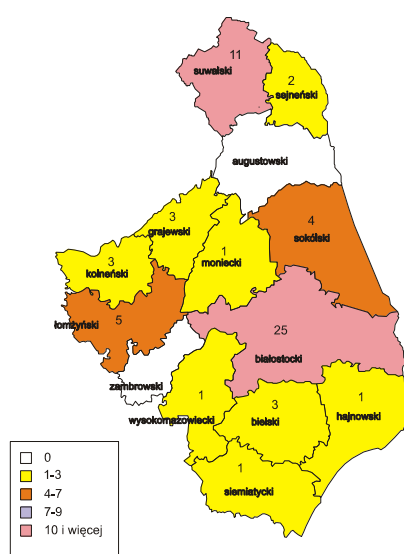 11
suwalski
2
sejneński
augustowski
3
grajewski
4
sokólski
1
moniecki
3
kolneński
5
łomżyński
25
białostocki
zambrowski
1
wysokomazowiecki
3
bielski
1
hajnowski
1
siemiatycki
0
1-3
4-7
7-9
10 i więcej